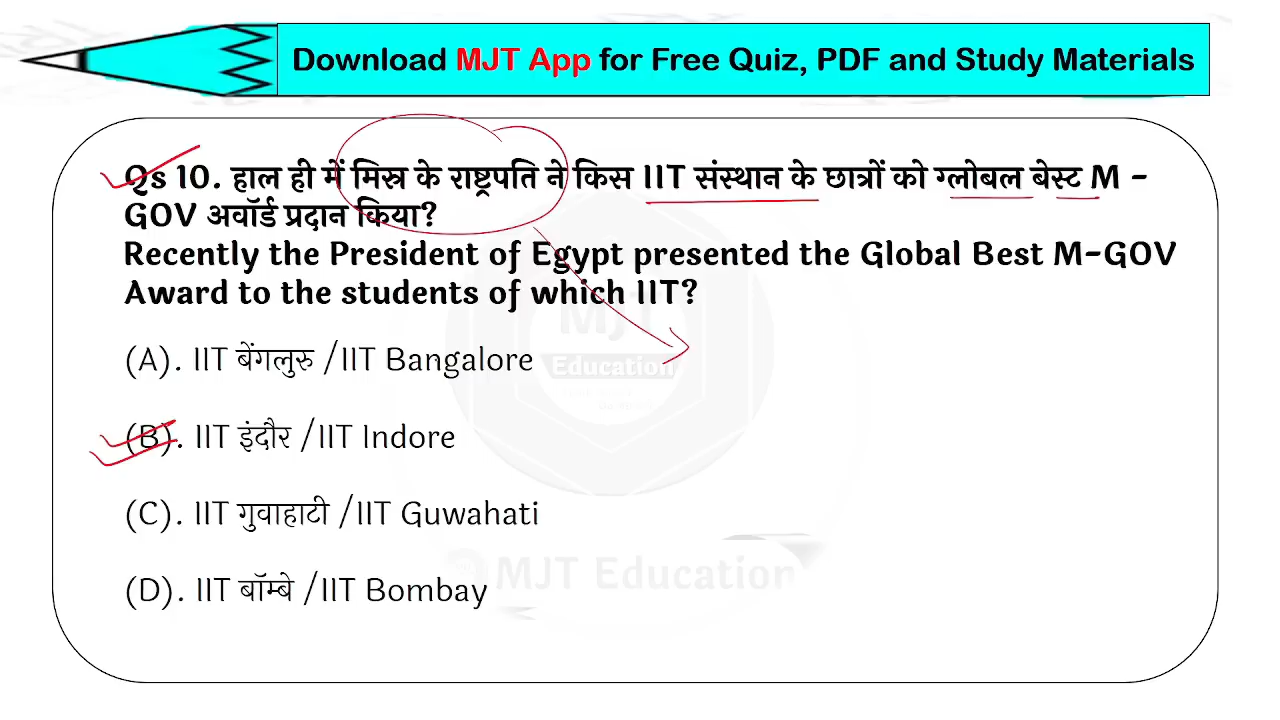 Download MJT App for Free Quiz, PDF and Study Materials
Qs 10. हाल ही में मिस्र के राष्ट्रपति ने किस IIT संस्थान के छात्रों को ग्लोबल बेस्ट M -
GOV अवॉर्ड प्रदान किया?
Recently the President of Egypt presented the Global Best M-GOV
Award to the students of which IIT?
(A). IIT बेंगलुरु /IIT Bangalore
(B). IIT इंदौर /IIT Indore
(C). IIT गुवाहाटी /IIT Guwahati
(D). IIT बॉम्बे /IIT Bombay
MJT
Education
MJT Education